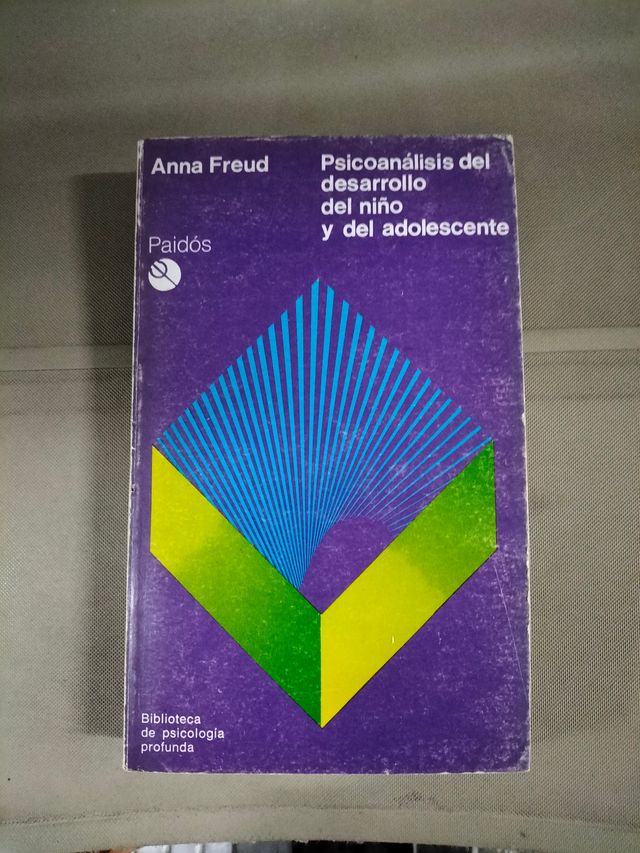 Anna Freud
Psicoanálisis del
desarrollo
del niño
y del adolescente
Paidós
Biblioteca
de psicología
profunda